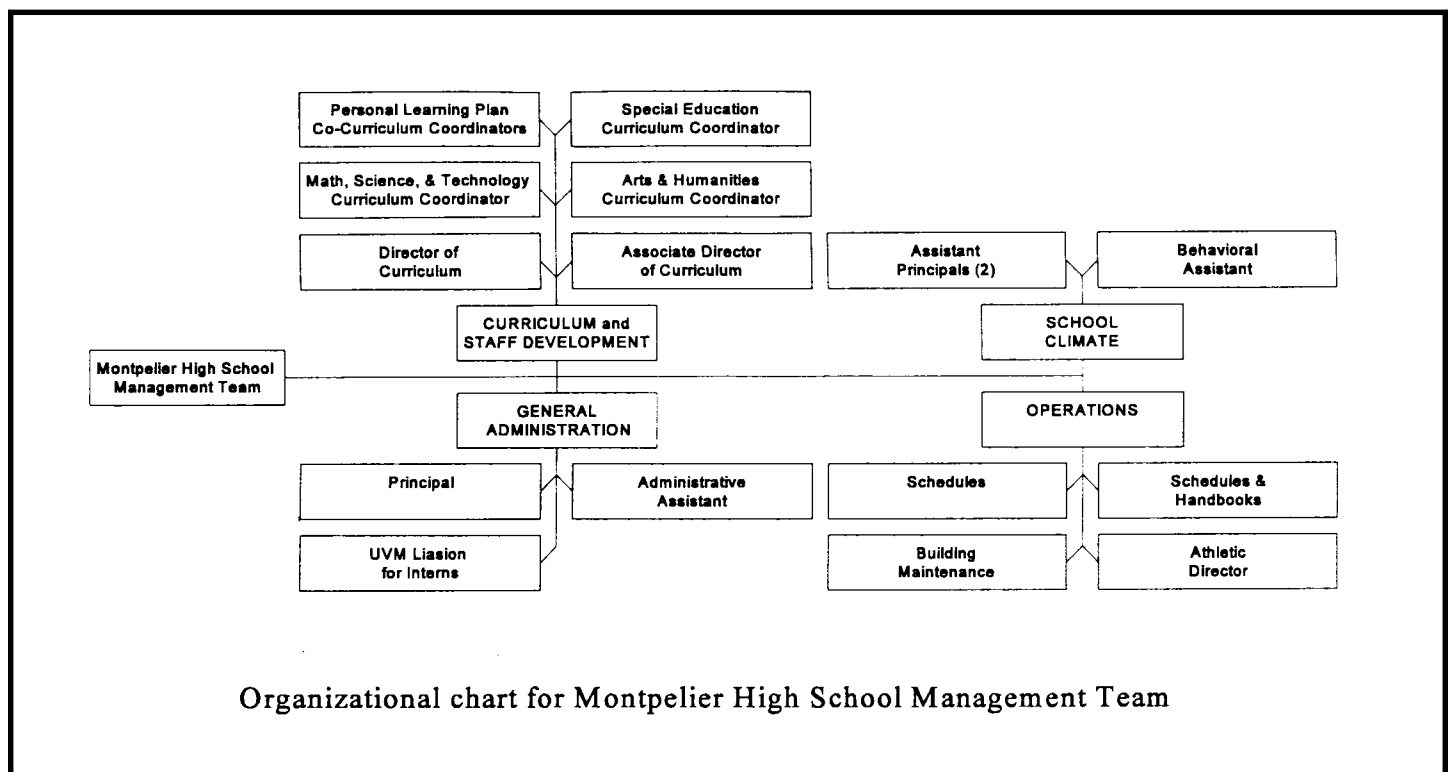 Personal Learning Plan
Co-Curriculum Coordinators
Special Education
Curriculum Coordinator
Math, Science, & Technology
Curriculum Coordinator
Arts & Humanities
Curriculum Coordinator
Director of
Curriculum
Associate Director
of Curriculum
Assistant
Principals (2)
Behavioral
Assistant
CURRICULUM and
STAFF DEVELOPMENT
SCHOOL
CLIMATE
Montpelier High School
Management Team
GENERAL
ADMINISTRATION
OPERATIONS
Principal
Administrative
Assistant
Schedules
Schedules &
Handbooks
UVM Liasion
for Interns
Building
Maintenance
Athletic
Director
Organizational chart for Montpelier High School Management Team